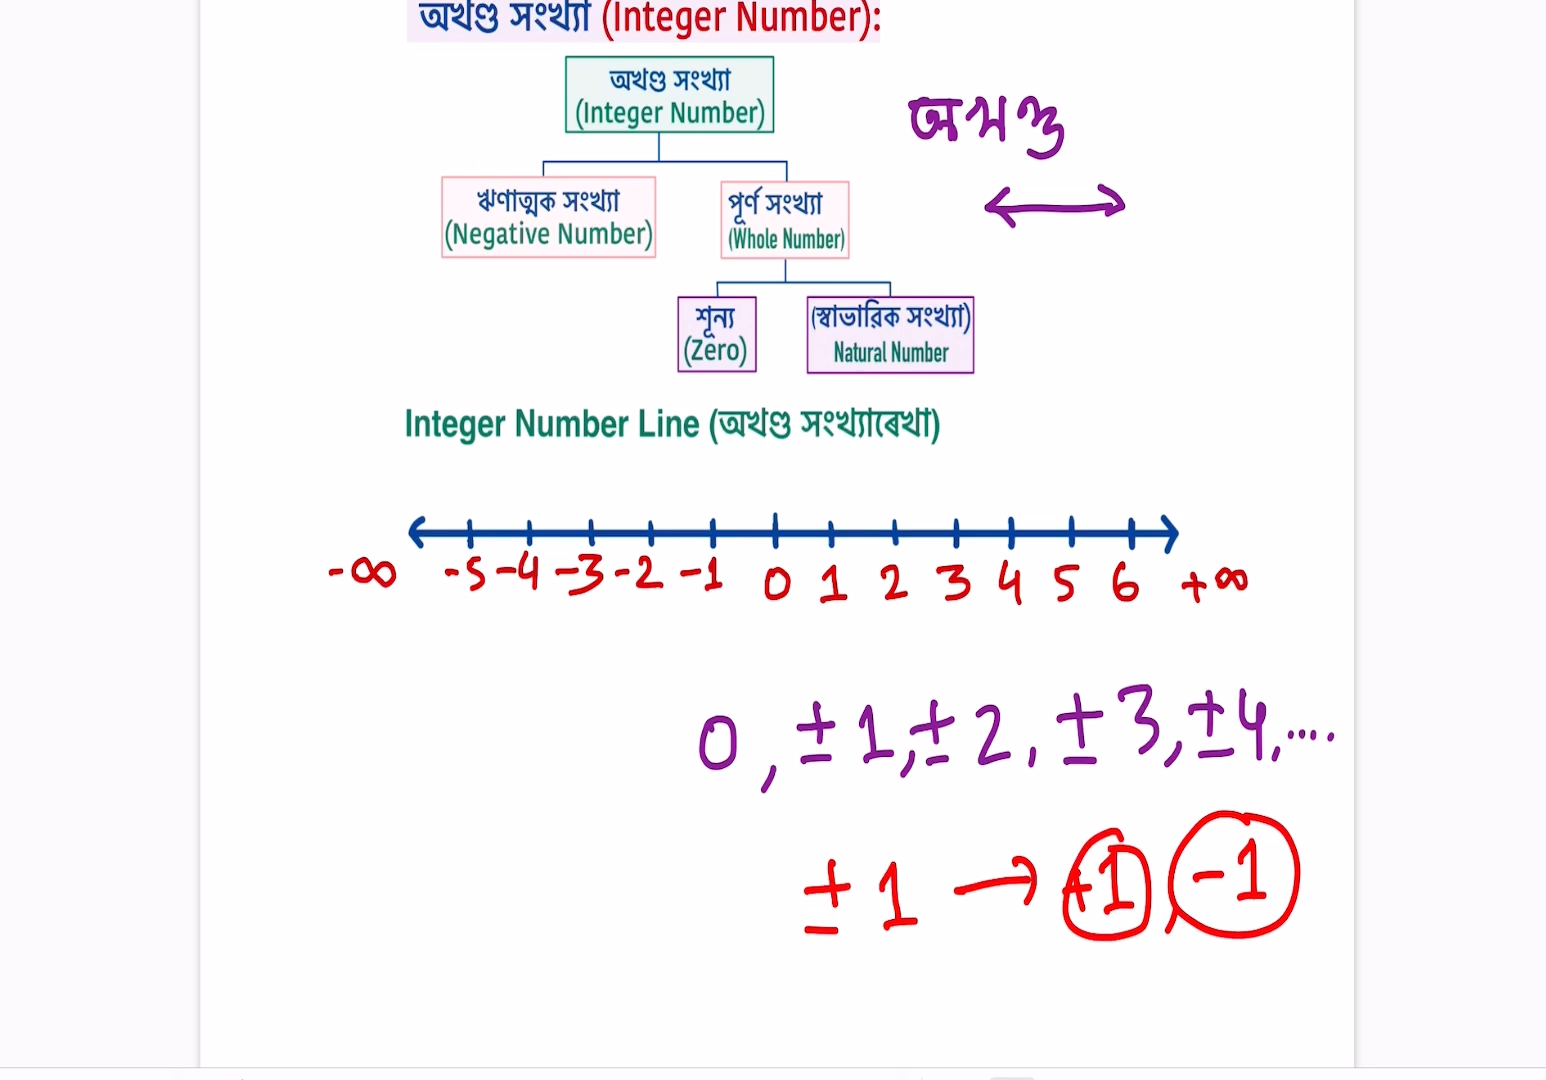 অখণ্ড সংখ্যা (Integer Number):
অখণ্ড সংখ্যা
(Integer Number)
অখণ্ড
ঋণাত্মক সংখ্যা
(Negative Number)
পূৰ্ণ সংখ্যা
(Whole Number)
শূন্য
(Zero)
(স্বাভাৱিক সংখ্যা)
Natural Number
Integer Number Line (অখণ্ড সংখ্যাৰেখা)
-∞ -5 -4 -3 -2 -1 0 1 2 3 4 5 6 +∞
0, ±1, ±2, ±3, ±4, ....
±1 → +1, -1